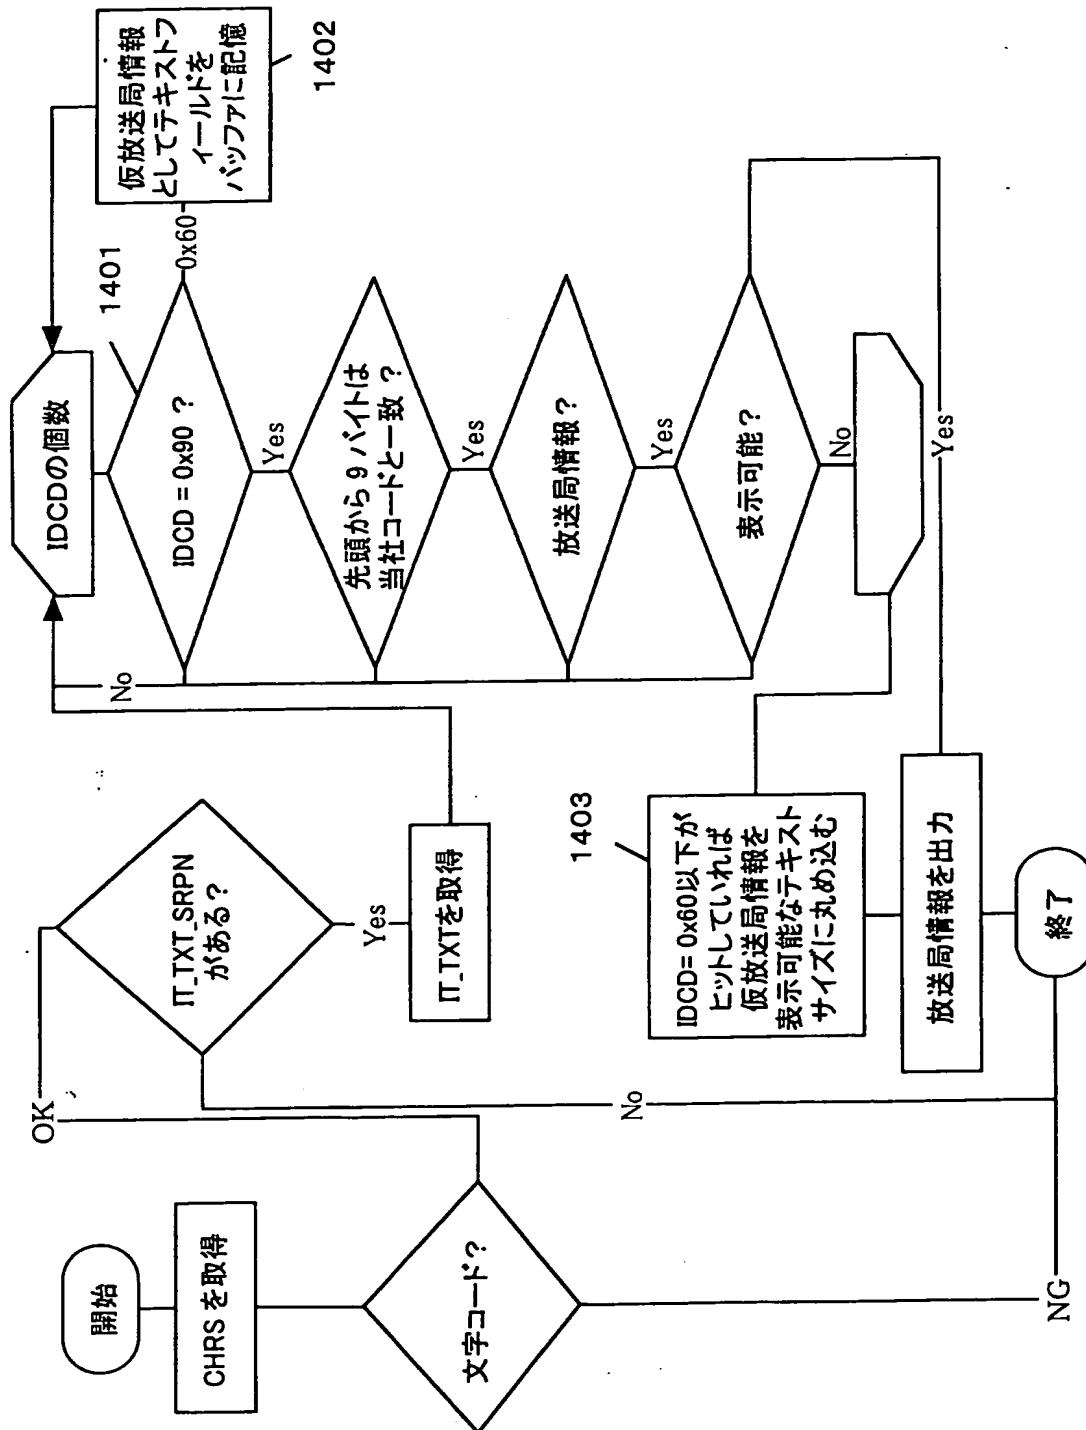 開始
CHRS を取得
文字コード？
OK
NG
IT_TXT_SRPN
がある？
Yes
No
IT_TXTを取得
IDCDの個数
1401
IDCD = 0x90 ？
0x60
Yes
No
仮放送局情報
としてテキストフ
ィールドを
バッファに記憶
1402
先頭から 9 バイトは
当社コードと一致 ？
Yes
放送局情報？
Yes
表示可能？
No
Yes
1403
IDCD= 0x60以下が
ヒットしていれば
仮放送局情報を
表示可能なテキスト
サイズに丸め込む
放送局情報を出力
終了